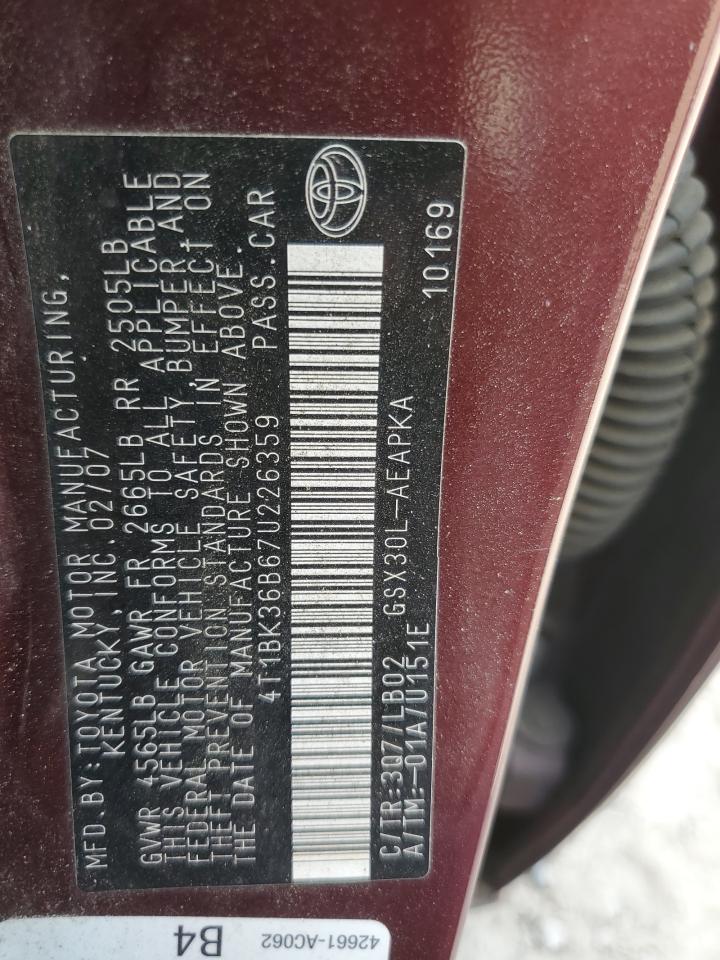 MFD.BY:TOYOTA MOTOR MANUFACTURING,
KENTUCKY, INC. 02/07
GVWR 4565LB GAWR FR 2665LB RR 2505LB
THIS VEHICLE CONFORMS TO ALL APPLICABLE
FEDERAL MOTOR VEHICLE SAFETY, BUMPER, AND
THEFT PREVENTION STANDARDS IN EFFECT ON
THE DATE OF MANUFACTURE SHOWN ABOVE.
4T1BK36B67U226359 PASS.CAR
C/TR:3Q7/LB02 GSX30L-AEAPKA
A/TM:-01A/U151E 10169
42661-AC062
B4